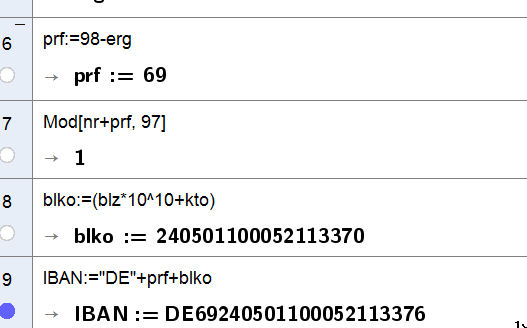 6
prf:=98-erg
→ prf := 69
7
Mod[nr+prf, 97]
→ 1
8
blko:=(blz*10^10+kto)
→ blko := 240501100052113370
9
IBAN:="DE"+prf+blko
→ IBAN := DE69240501100052113376